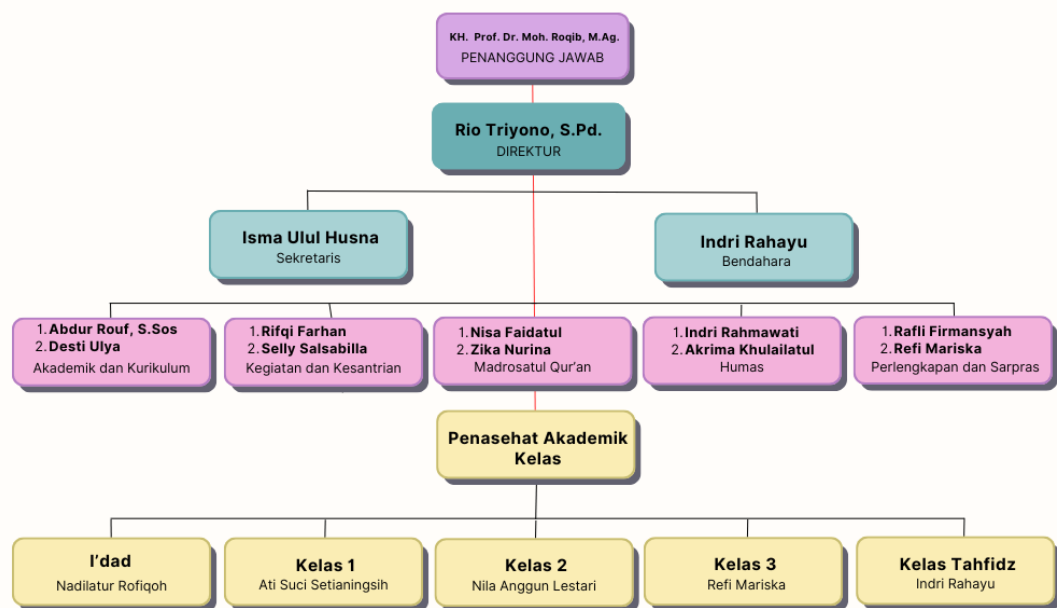 KH. Prof. Dr. Moh. Roqib, M.Ag.
PENANGGUNG JAWAB
Rio Triyono, S.Pd.
DIREKTUR
Isma Ulul Husna
Sekretaris
Indri Rahayu
Bendahara
1. Abdur Rouf, S.Sos
2. Desti Ulya
Akademik dan Kurikulum
1. Rifqi Farhan
2. Selly Salsabilla
Kegiatan dan Kesantrian
1. Nisa Faidatul
2. Zika Nurina
Madrosatul Qur'an
1. Indri Rahmawati
2. Akrima Khulailatul
Humas
1. Rafli Firmansyah
2. Refi Mariska
Perlengkapan dan Sarpras
Penasehat Akademik
Kelas
I'dad
Nadilatur Rofiqoh
Kelas 1
Ati Suci Setianingsih
Kelas 2
Nila Anggun Lestari
Kelas 3
Refi Mariska
Kelas Tahfidz
Indri Rahayu